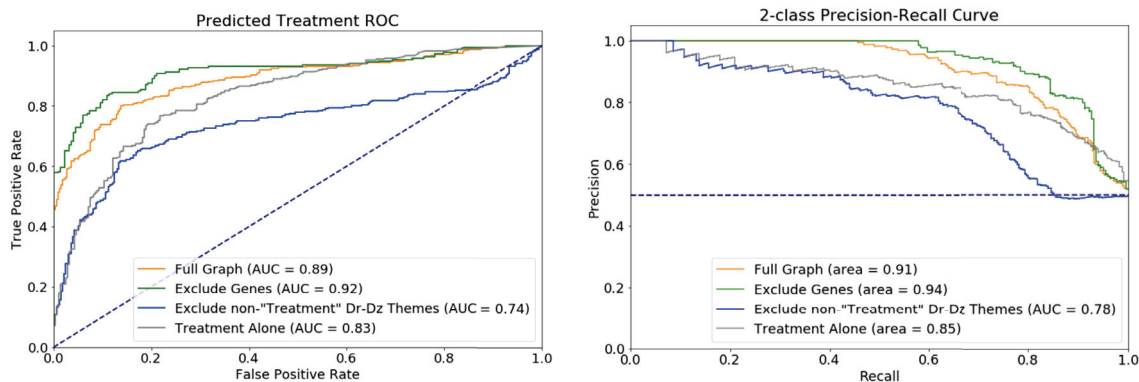 Predicted Treatment ROC
True Positive Rate
1.0
0.8
0.6
0.4
0.2
0.0
Full Graph (AUC = 0.89)
Exclude Genes (AUC = 0.92)
Exclude non-"Treatment" Dr-Dz Themes (AUC = 0.74)
Treatment Alone (AUC = 0.83)
0.0 0.2 0.4 0.6 0.8 1.0
False Positive Rate
2-class Precision-Recall Curve
Precision
1.0
0.8
0.6
0.4
0.2
0.0
Full Graph (area = 0.91)
Exclude Genes (area = 0.94)
Exclude non-"Treatment" Dr-Dz Themes (AUC = 0.78)
Treatment Alone (area = 0.85)
0.0 0.2 0.4 0.6 0.8 1.0
Recall